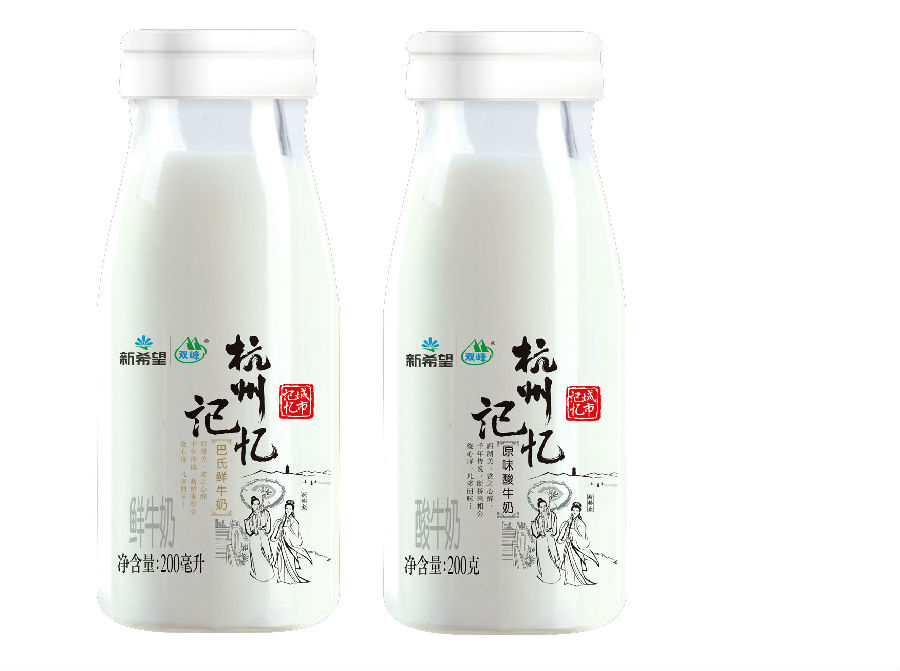 新希望
双峰
杭州
记忆
城市
记忆
巴氏鲜牛奶
鲜牛奶
净含量:200毫升
新希望
双峰
杭州
记忆
城市
记忆
原味酸牛奶
酸牛奶
净含量:200克